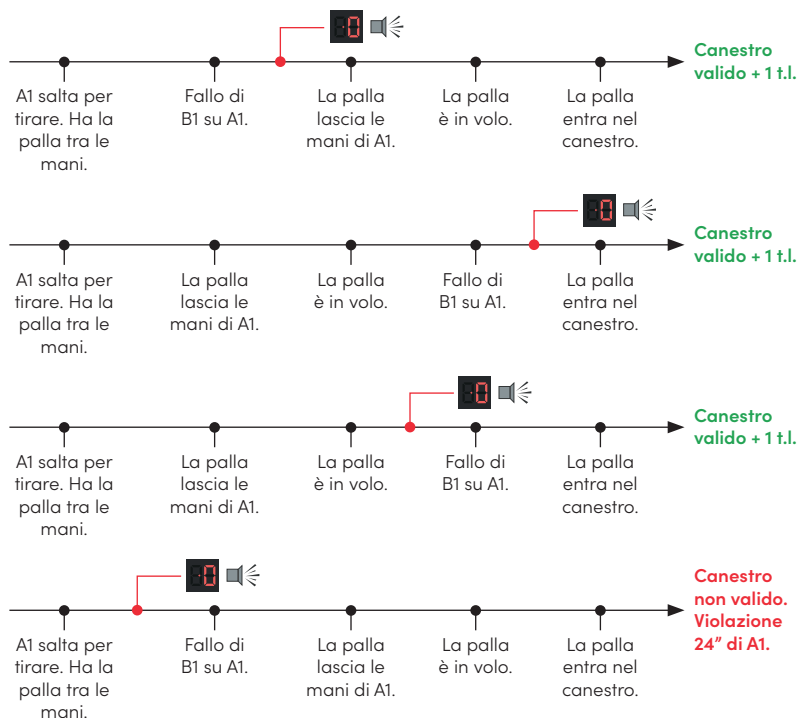 0
Canestro
valido + 1 t.l.
A1 salta per
tirare. Ha la
palla tra le
mani.
Fallo di
B1 su A1.
La palla
lascia le
mani di A1.
La palla
è in volo.
La palla
entra nel
canestro.
0
Canestro
valido + 1 t.l.
A1 salta per
tirare. Ha la
palla tra le
mani.
La palla
lascia le
mani di A1.
La palla
è in volo.
Fallo di
B1 su A1.
La palla
entra nel
canestro.
0
Canestro
valido + 1 t.l.
A1 salta per
tirare. Ha la
palla tra le
mani.
La palla
lascia le
mani di A1.
La palla
è in volo.
Fallo di
B1 su A1.
La palla
entra nel
canestro.
0
Canestro
non valido.
Violazione
24” di A1.
A1 salta per
tirare. Ha la
palla tra le
mani.
Fallo di
B1 su A1.
La palla
lascia le
mani di A1.
La palla
è in volo.
La palla
entra nel
canestro.